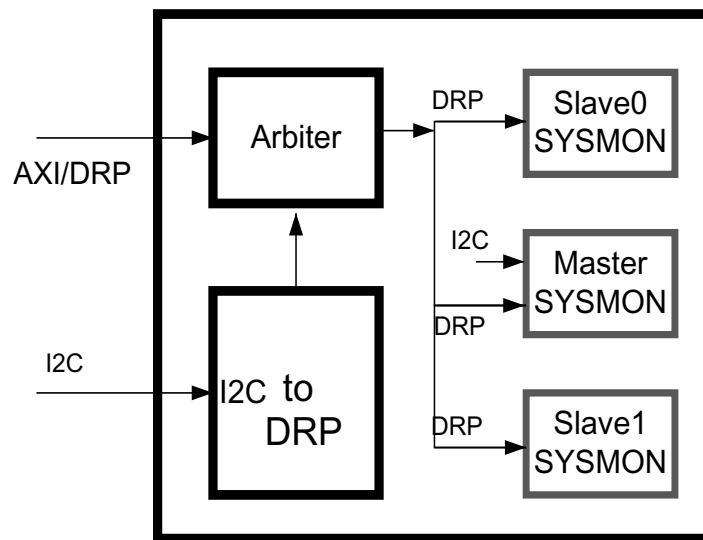 AXI/DRP
Arbiter
DRP
Slave0
SYSMON
I2C
Master
SYSMON
DRP
I2C
I2C to
DRP
DRP
Slave1
SYSMON